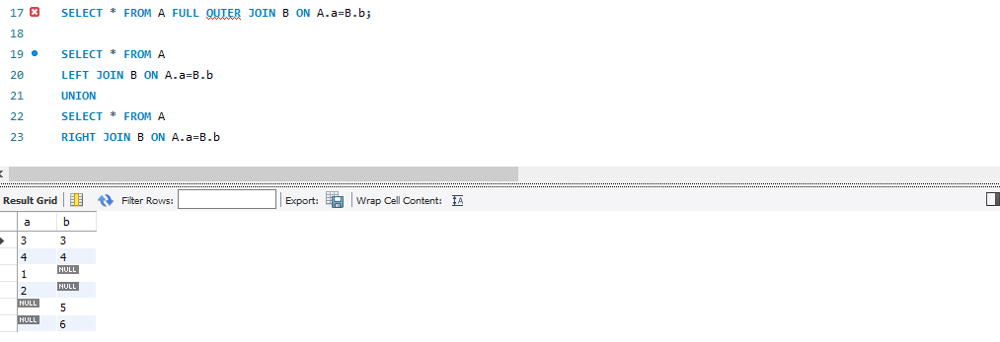 17 SELECT * FROM A FULL OUTER JOIN B ON A.a=B.b;
18
19 SELECT * FROM A
20 LEFT JOIN B ON A.a=B.b
21 UNION
22 SELECT * FROM A
23 RIGHT JOIN B ON A.a=B.b
Result Grid Filter Rows: Export: Wrap Cell Content: IA
a b
3 3
4 4
1 NULL
2 NULL
NULL 5
NULL 6